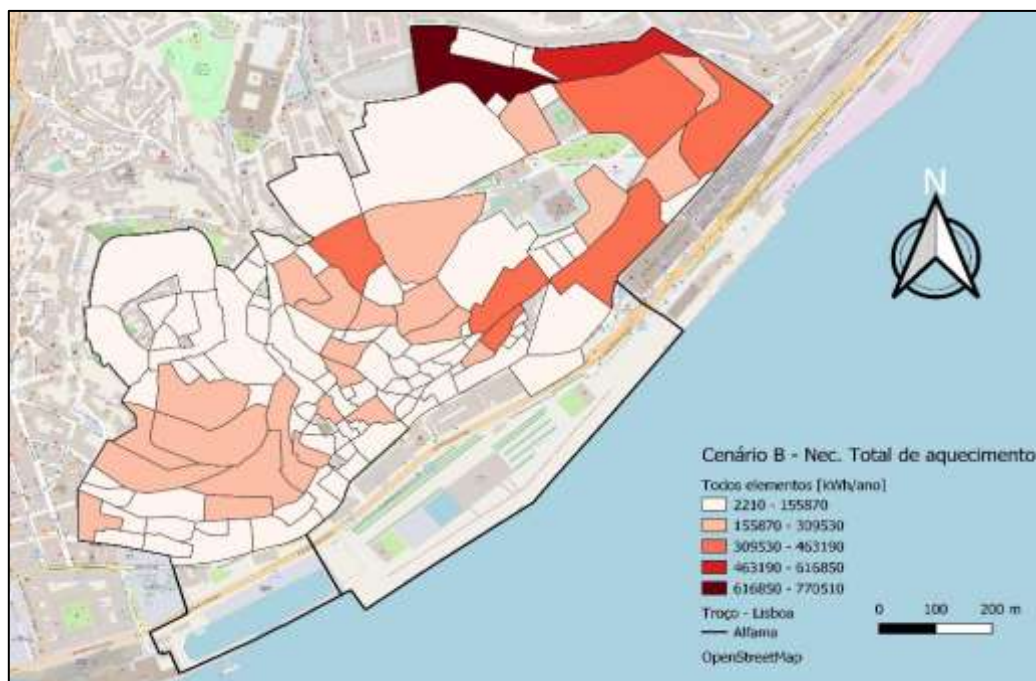 N
Cenário B - Nec. Total de aquecimento
Todos elementos [kWh/ano]
2210 - 155870
155870 - 309530
309530 - 463190
463190 - 616850
616850 - 770510
Troço - Lisboa
Alfama
OpenStreetMap
0 100 200 m